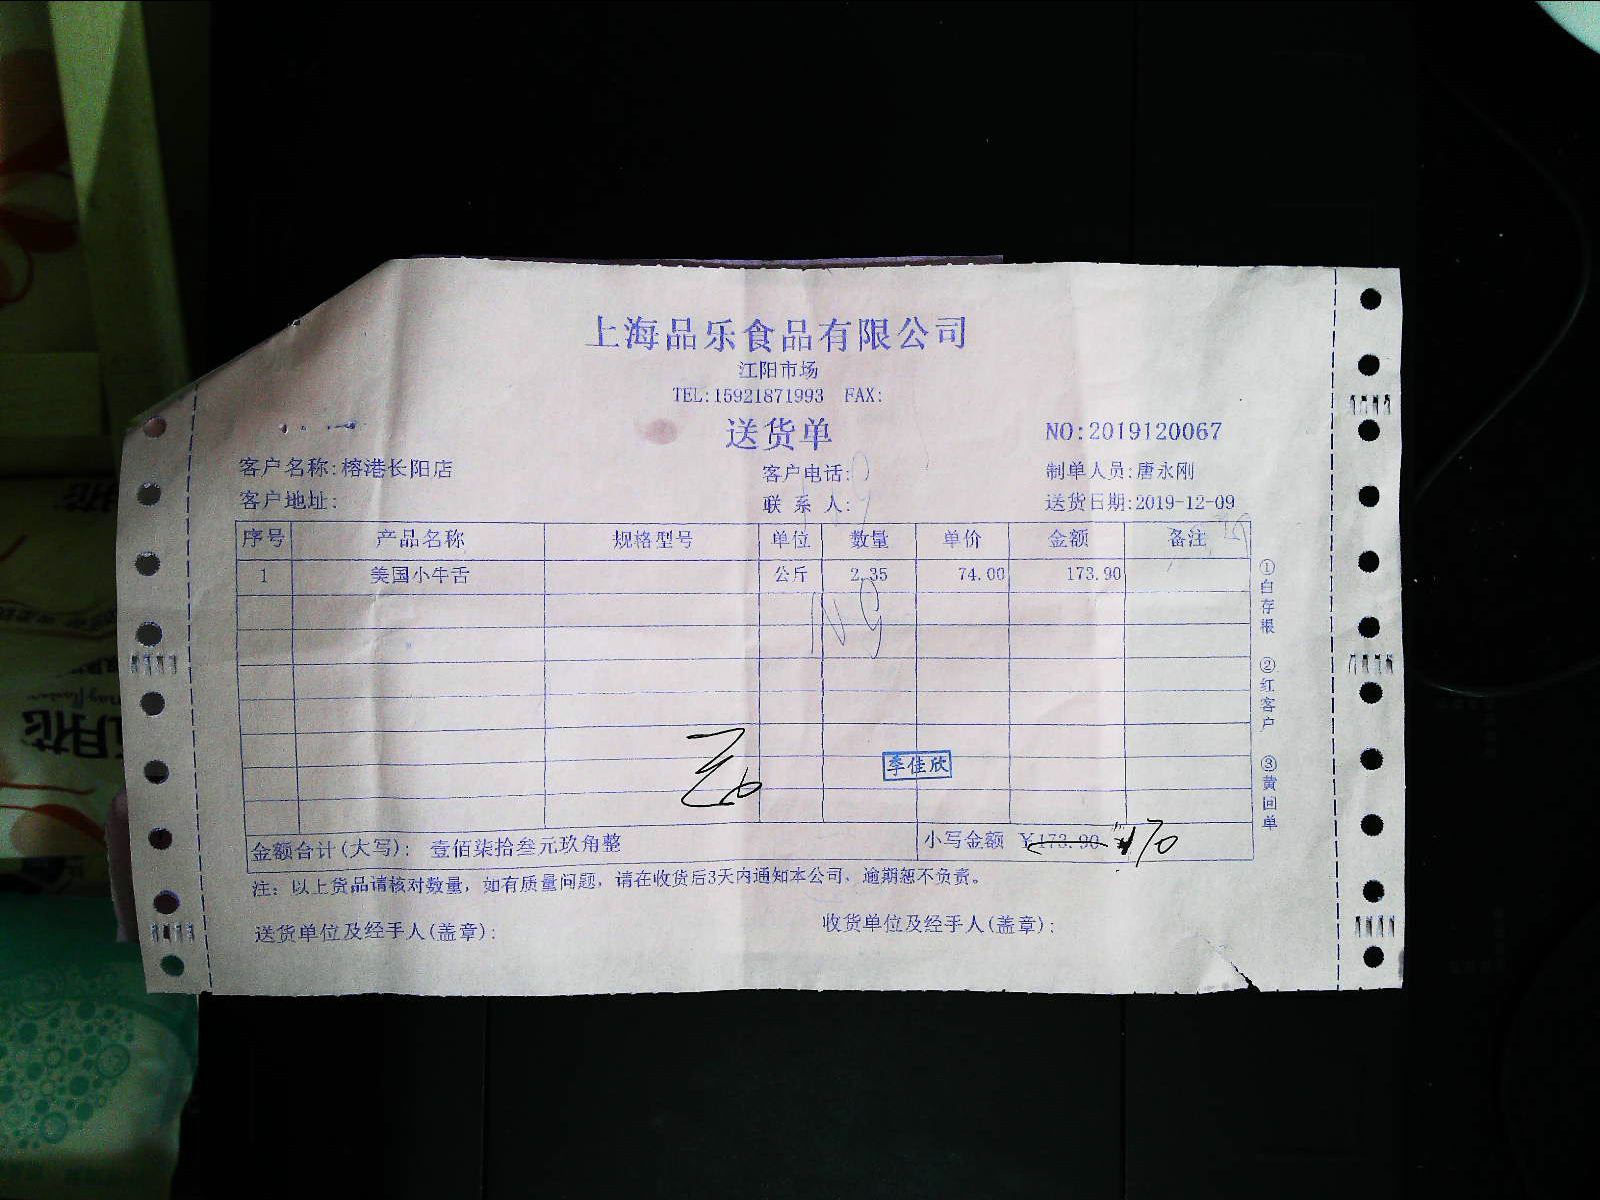 上海品乐食品有限公司
江阳市场
TEL:15921871993 FAX:
送货单
NO:2019120067
客户名称:榕港长阳店 客户电话: 制单人员:唐永刚
客户地址: 联系人: 送货日期:2019-12-09
序号 产品名称 规格型号 单位 数量 单价 金额 备注
1 美国小牛舌 公斤 2.35 74.00 173.90
李佳欣
金额合计(大写): 壹佰柒拾叁元玖角整 小写金额 ￥173.90 170
注: 以上货品请核对数量, 如有质量问题, 请在收货后3天内通知本公司、逾期恕不负责。
送货单位及经手人(盖章): 收货单位及经手人(盖章):
①白存根 ②红客户 ③黄回单